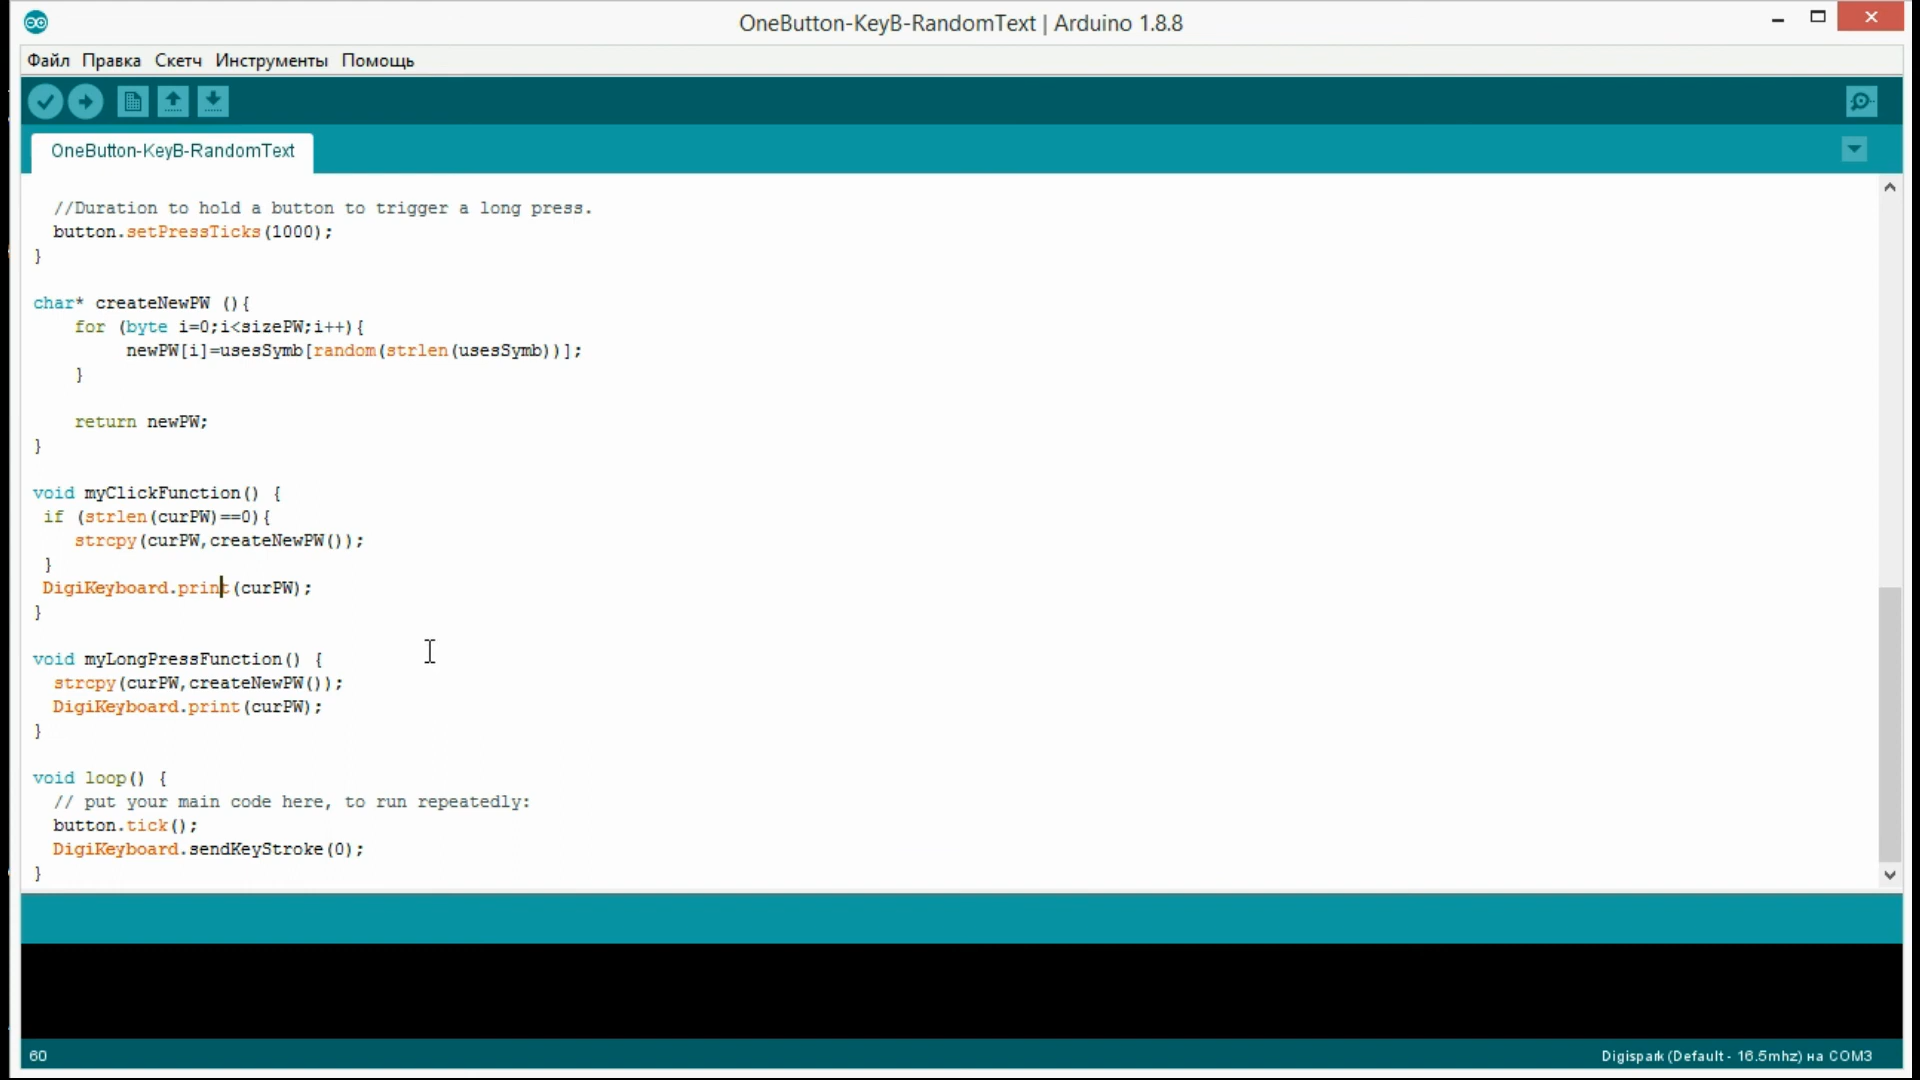 OneButton-KeyB-RandomText | Arduino 1.8.8
Файл Правка Скетч Инструменты Помощь
OneButton-KeyB-RandomText
//Duration to hold a button to trigger a long press.
button.setPressTicks(1000);
}
char* createNewPW (){
for (byte i=0;i<sizePW;i++){
newPW[i]=usesSymb[random(strlen(usesSymb))];
}
return newPW;
}
void myClickFunction() {
if (strlen(curPW)==0){
strcpy(curPW,createNewPW());
}
DigiKeyboard.print(curPW);
}
void myLongPressFunction() {
strcpy(curPW,createNewPW());
DigiKeyboard.print(curPW);
}
void loop() {
// put your main code here, to run repeatedly:
button.tick();
DigiKeyboard.sendKeyStroke(0);
}
60
Digispark (Default - 16.5mhz) на COM3